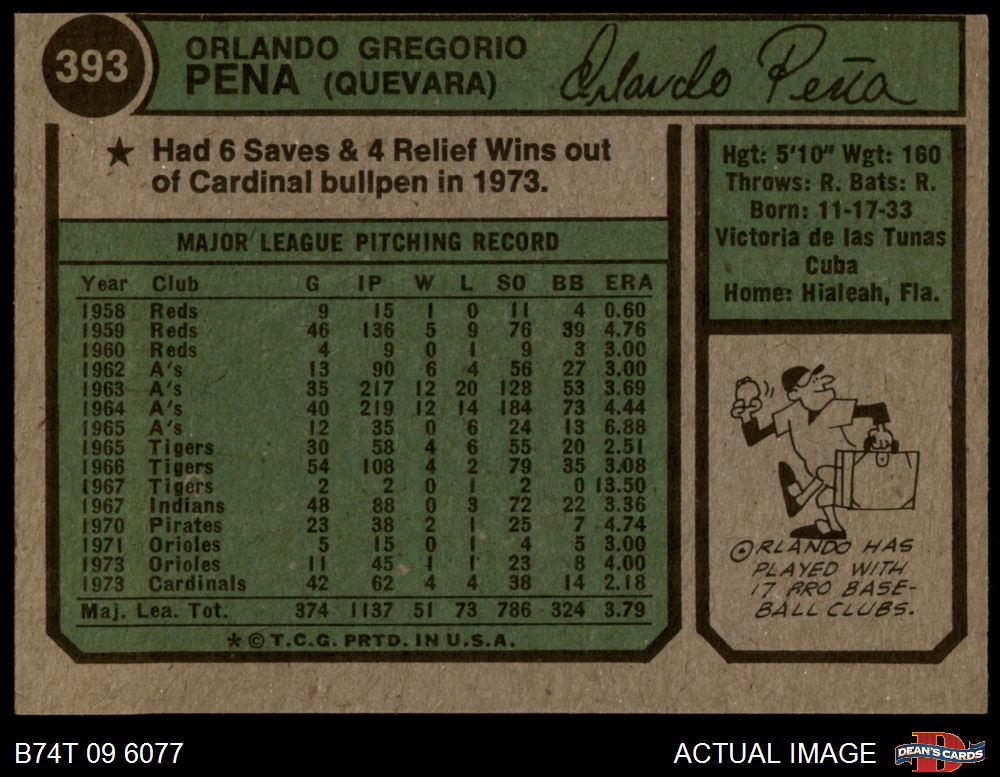 393
ORLANDO GREGORIO
PENA (QUEVARA)
Orlando Peña
★ Had 6 Saves & 4 Relief Wins out
of Cardinal bullpen in 1973.
MAJOR LEAGUE PITCHING RECORD
Year Club G IP W L SO BB ERA
1958 Reds 9 15 1 0 11 4 0.60
1959 Reds 46 136 5 9 76 39 4.76
1960 Reds 4 9 0 1 9 3 3.00
1962 A's 13 90 6 4 56 27 3.00
1963 A's 35 217 12 20 128 53 3.69
1964 A's 40 219 12 14 184 73 4.44
1965 A's 12 35 0 6 24 13 6.88
1965 Tigers 30 58 4 6 55 20 2.51
1966 Tigers 54 108 4 2 79 35 3.08
1967 Tigers 2 2 0 1 2 0 13.50
1967 Indians 48 88 0 3 72 22 3.36
1970 Pirates 23 38 2 1 25 7 4.74
1971 Orioles 5 15 0 1 4 5 3.00
1973 Orioles 11 45 1 1 23 8 4.00
1973 Cardinals 42 62 4 4 38 14 2.18
Maj. Lea. Tot. 374 1137 51 73 786 324 3.79
★ © T.C.G. PRTD. IN U.S.A.
Hgt: 5'10" Wgt: 160
Throws: R. Bats: R.
Born: 11-17-33
Victoria de las Tunas
Cuba
Home: Hialeah, Fla.
ORLANDO HAS
PLAYED WITH
17 PRO BASE-
BALL CLUBS.
B74T 09 6077
ACTUAL IMAGE
DEAN'S CARDS